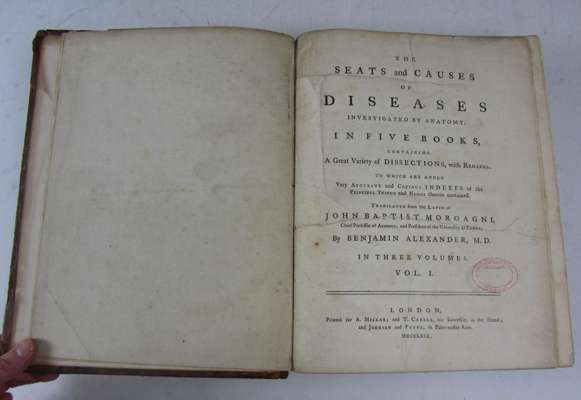 THE
SEATS and CAUSES
OF
DISEASES
INVESTIGATED BY ANATOMY;
IN FIVE BOOKS,
CONTAINING
A Great Variety of DISSECTIONS, with REMARKS.
TO WHICH ARE ADDED
Very ACCURATE and COPIOUS INDEXES of the
PRINCIPAL THINGS and NAMES therein contained.
TRANSLATED from the LATIN of
JOHN BAPTIST MORGAGNI,
Chief Professor of Anatomy, and President of the University at PADUA,
By BENJAMIN ALEXANDER, M.D.
IN THREE VOLUMES.
VOL. I.
LONDON,
Printed for A. MILLAR; and T. CADELL, his Successor, in the Strand;
and JOHNSON and PAYNE, in Pater-noster Row.
MDCCLXIX.